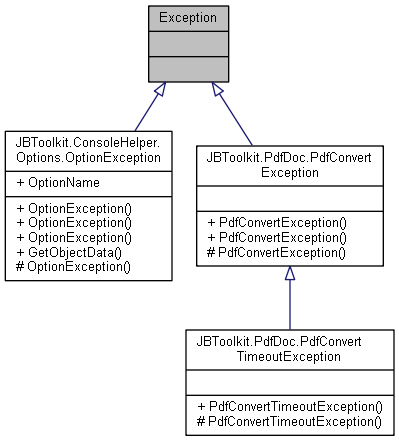 Exception
JBToolkit.ConsoleHelper.
Options.OptionException
+ OptionName
+ OptionException()
+ OptionException()
+ OptionException()
+ GetObjectData()
# OptionException()
JBToolkit.PdfDoc.PdfConvert
Exception
+ PdfConvertException()
+ PdfConvertException()
# PdfConvertException()
JBToolkit.PdfDoc.PdfConvert
TimeoutException
+ PdfConvertTimeoutException()
# PdfConvertTimeoutException()